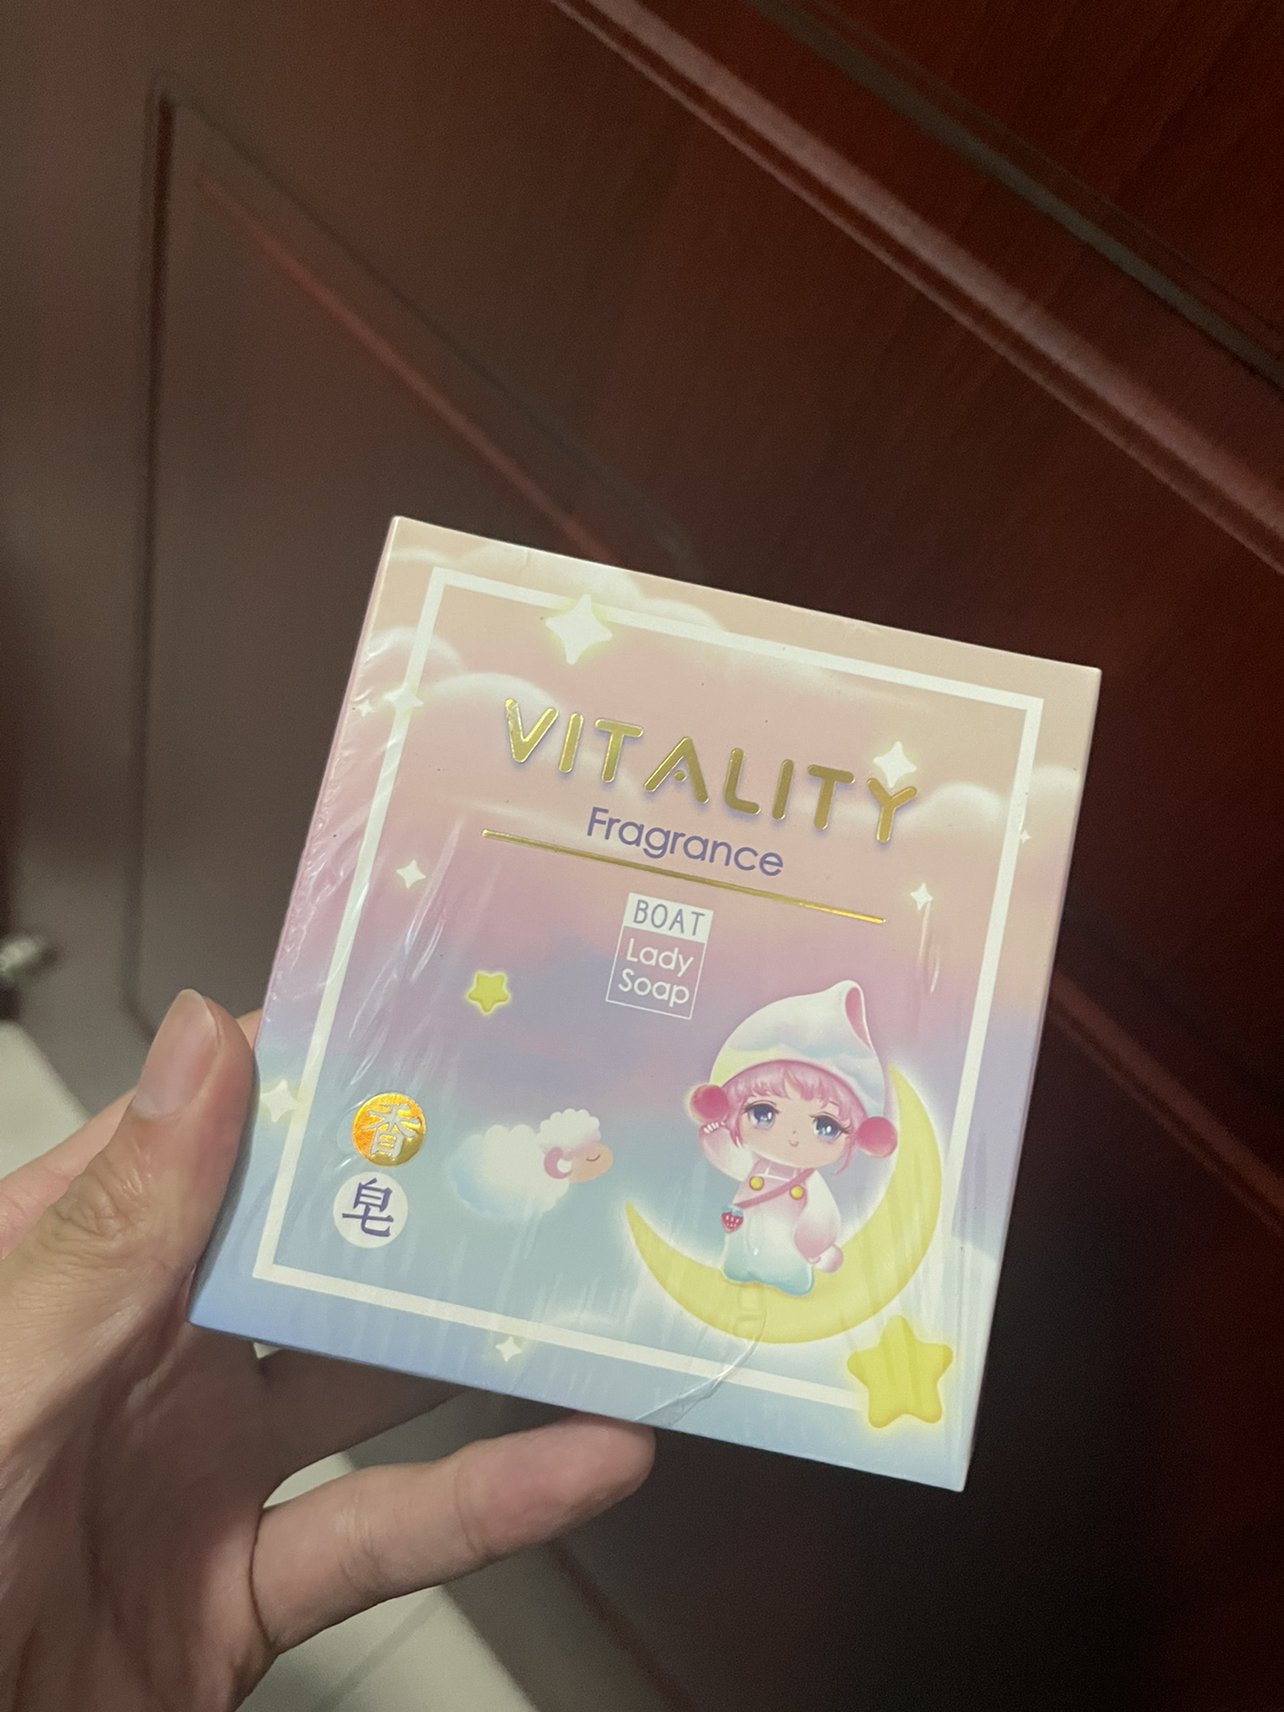 VITALITY
Fragrance
BOAT
Lady
Soap
香
皂